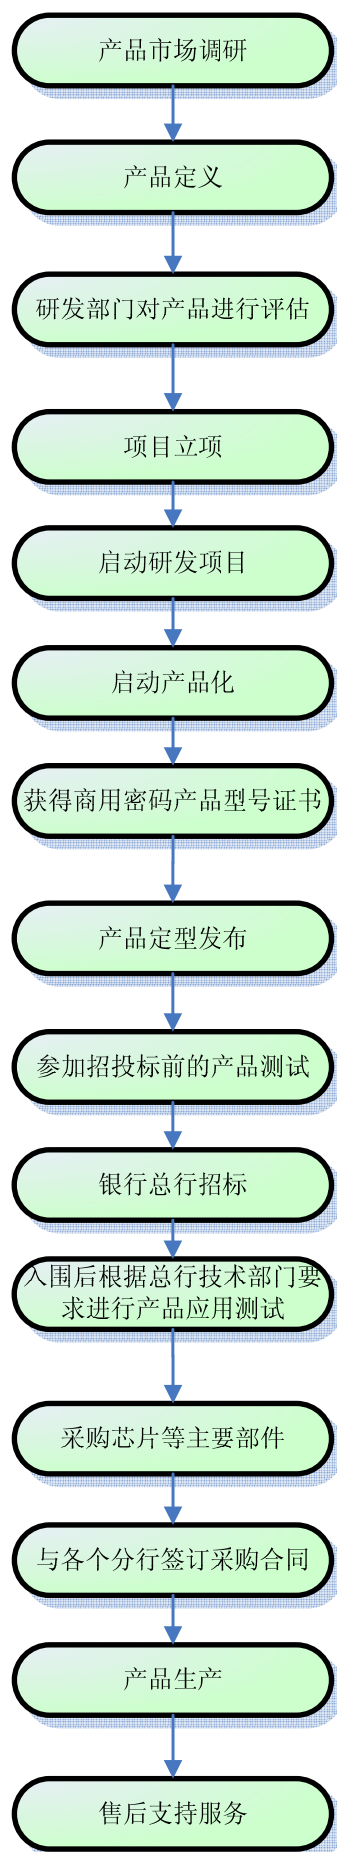 产品市场调研
产品定义
研发部门对产品进行评估
项目立项
启动研发项目
启动产品化
获得商用密码产品型号证书
产品定型发布
参加招投标前的产品测试
银行总行招标
入围后根据总行技术部门要
求进行产品应用测试
采购芯片等主要部件
与各个分行签订采购合同
产品生产
售后支持服务